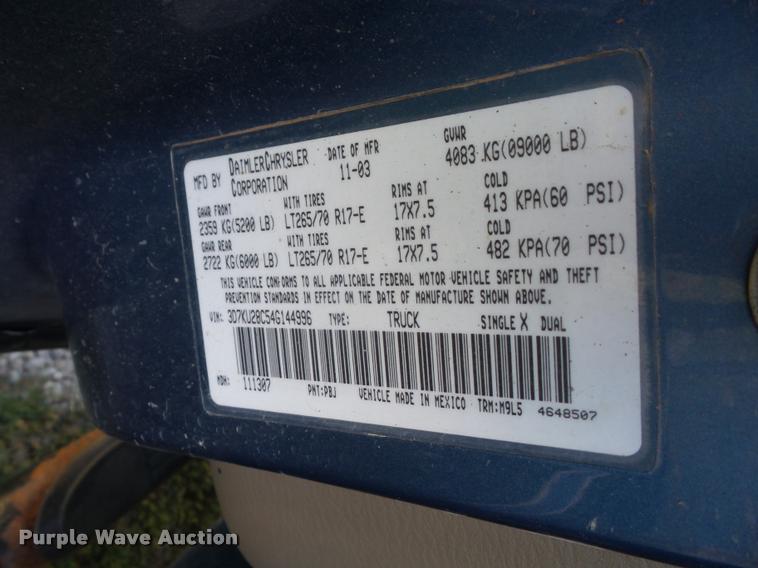 MFD BY DAIMLERCHRYSLER CORPORATION DATE OF MFR 11-03 GVWR 4083 KG(09000 LB)
GAWR FRONT WITH TIRES RIMS AT COLD
2359 KG(5200 LB) LT265/70 R17-E 17X7.5 413 KPA(60 PSI)
GAWR REAR WITH TIRES RIMS AT COLD
2722 KG(6000 LB) LT265/70 R17-E 17X7.5 482 KPA(70 PSI)
THIS VEHICLE CONFORMS TO ALL APPLICABLE FEDERAL MOTOR VEHICLE SAFETY AND THEFT
PREVENTION STANDARDS IN EFFECT ON THE DATE OF MANUFACTURE SHOWN ABOVE.
VIN: 3D7KU28C54G144996 TYPE: TRUCK SINGLE X DUAL
MDH: 111307 PNT:PBJ VEHICLE MADE IN MEXICO TRM:M9L5 4648507
Purple Wave Auction